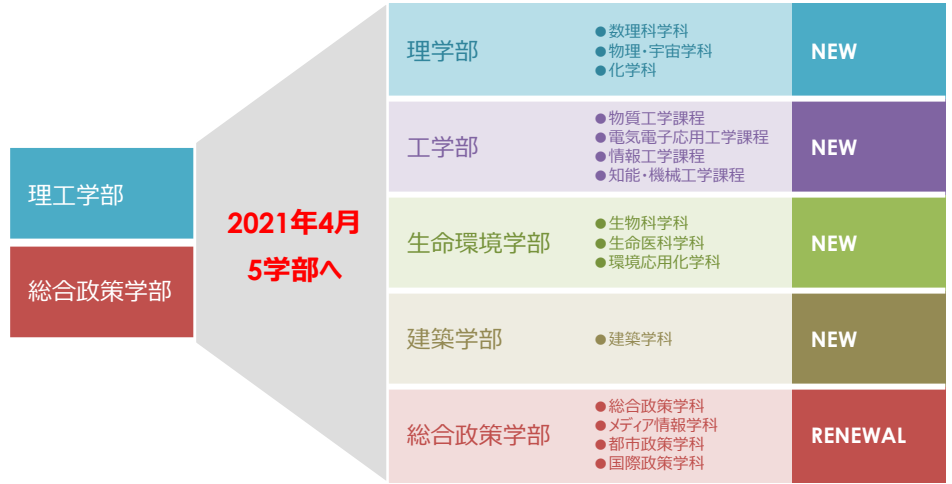 理工学部
総合政策学部
2021年4月
5学部へ
理学部
●数理科学科
●物理・宇宙学科
●化学科
NEW
工学部
●物質工学課程
●電気電子応用工学課程
●情報工学課程
●知能・機械工学課程
NEW
生命環境学部
●生物科学科
●生命医科学科
●環境応用化学科
NEW
建築学部
●建築学科
NEW
総合政策学部
●総合政策学科
●メディア情報学科
●都市政策学科
●国際政策学科
RENEWAL